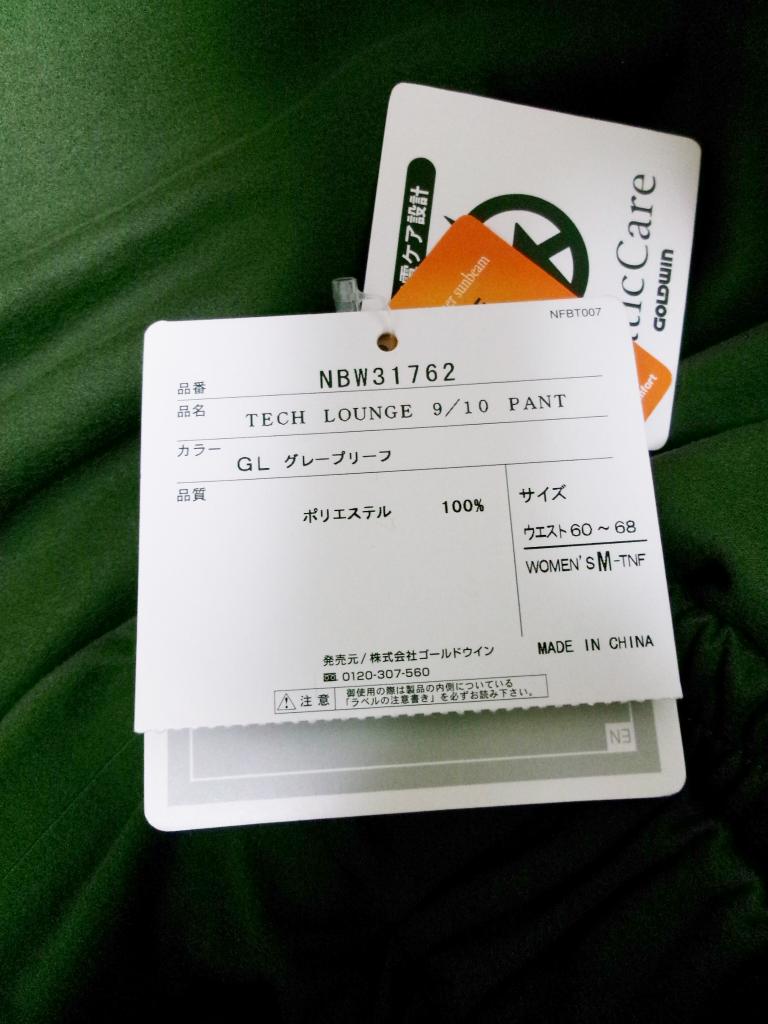 電ケア設計
ticCare
GOLDWIN
er sunbeam
mfort
NFBT007
品番 NBW31762
品名 TECH LOUNGE 9/10 PANT
カラー GL グレープリーフ
品質 ポリエステル 100%
サイズ
ウエスト60～68
WOMEN'S M-TNF
MADE IN CHINA
発売元/株式会社ゴールドウイン
0120-307-560
注意 御使用の際は製品の内側についている
「ラベルの注意書き」を必ずお読み下さい。
EN